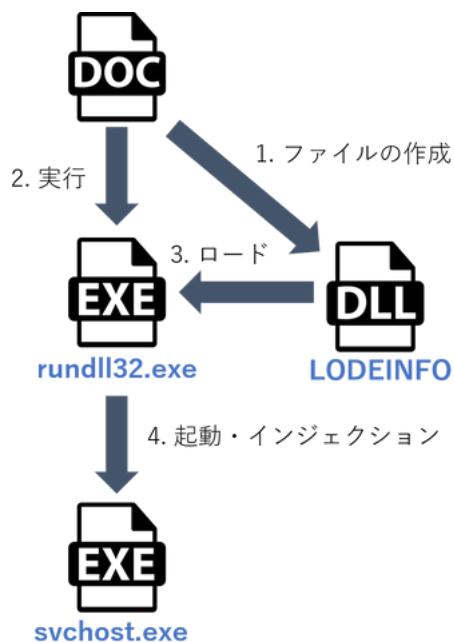 DOC
1. ファイルの作成
2. 実行
3. ロード
EXE
DLL
rundll32.exe
LODEINFO
4. 起動・インジェクション
EXE
svchost.exe